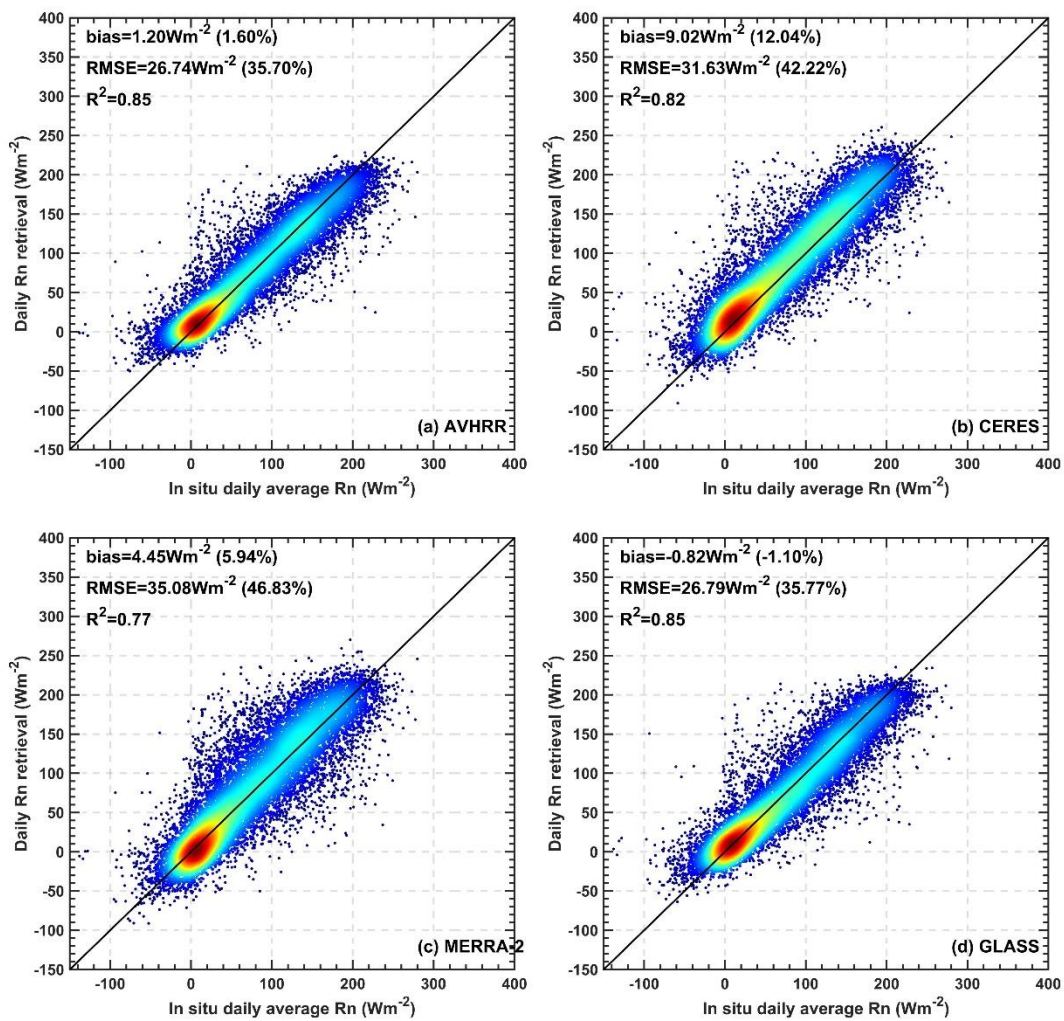 bias=1.20Wm⁻² (1.60%)
RMSE=26.74Wm⁻² (35.70%)
R²=0.85
400
350
300
250
200
150
100
50
0
-50
-100
-150
Daily Rn retrieval (Wm⁻²)
(a) AVHRR
-100 0 100 200 300 400
In situ daily average Rn (Wm⁻²)
bias=9.02Wm⁻² (12.04%)
RMSE=31.63Wm⁻² (42.22%)
R²=0.82
400
350
300
250
200
150
100
50
0
-50
-100
-150
Daily Rn retrieval (Wm⁻²)
(b) CERES
-100 0 100 200 300 400
In situ daily average Rn (Wm⁻²)
bias=4.45Wm⁻² (5.94%)
RMSE=35.08Wm⁻² (46.83%)
R²=0.77
400
350
300
250
200
150
100
50
0
-50
-100
-150
Daily Rn retrieval (Wm⁻²)
(c) MERRA-2
-100 0 100 200 300 400
In situ daily average Rn (Wm⁻²)
bias=-0.82Wm⁻² (-1.10%)
RMSE=26.79Wm⁻² (35.77%)
R²=0.85
400
350
300
250
200
150
100
50
0
-50
-100
-150
Daily Rn retrieval (Wm⁻²)
(d) GLASS
-100 0 100 200 300 400
In situ daily average Rn (Wm⁻²)